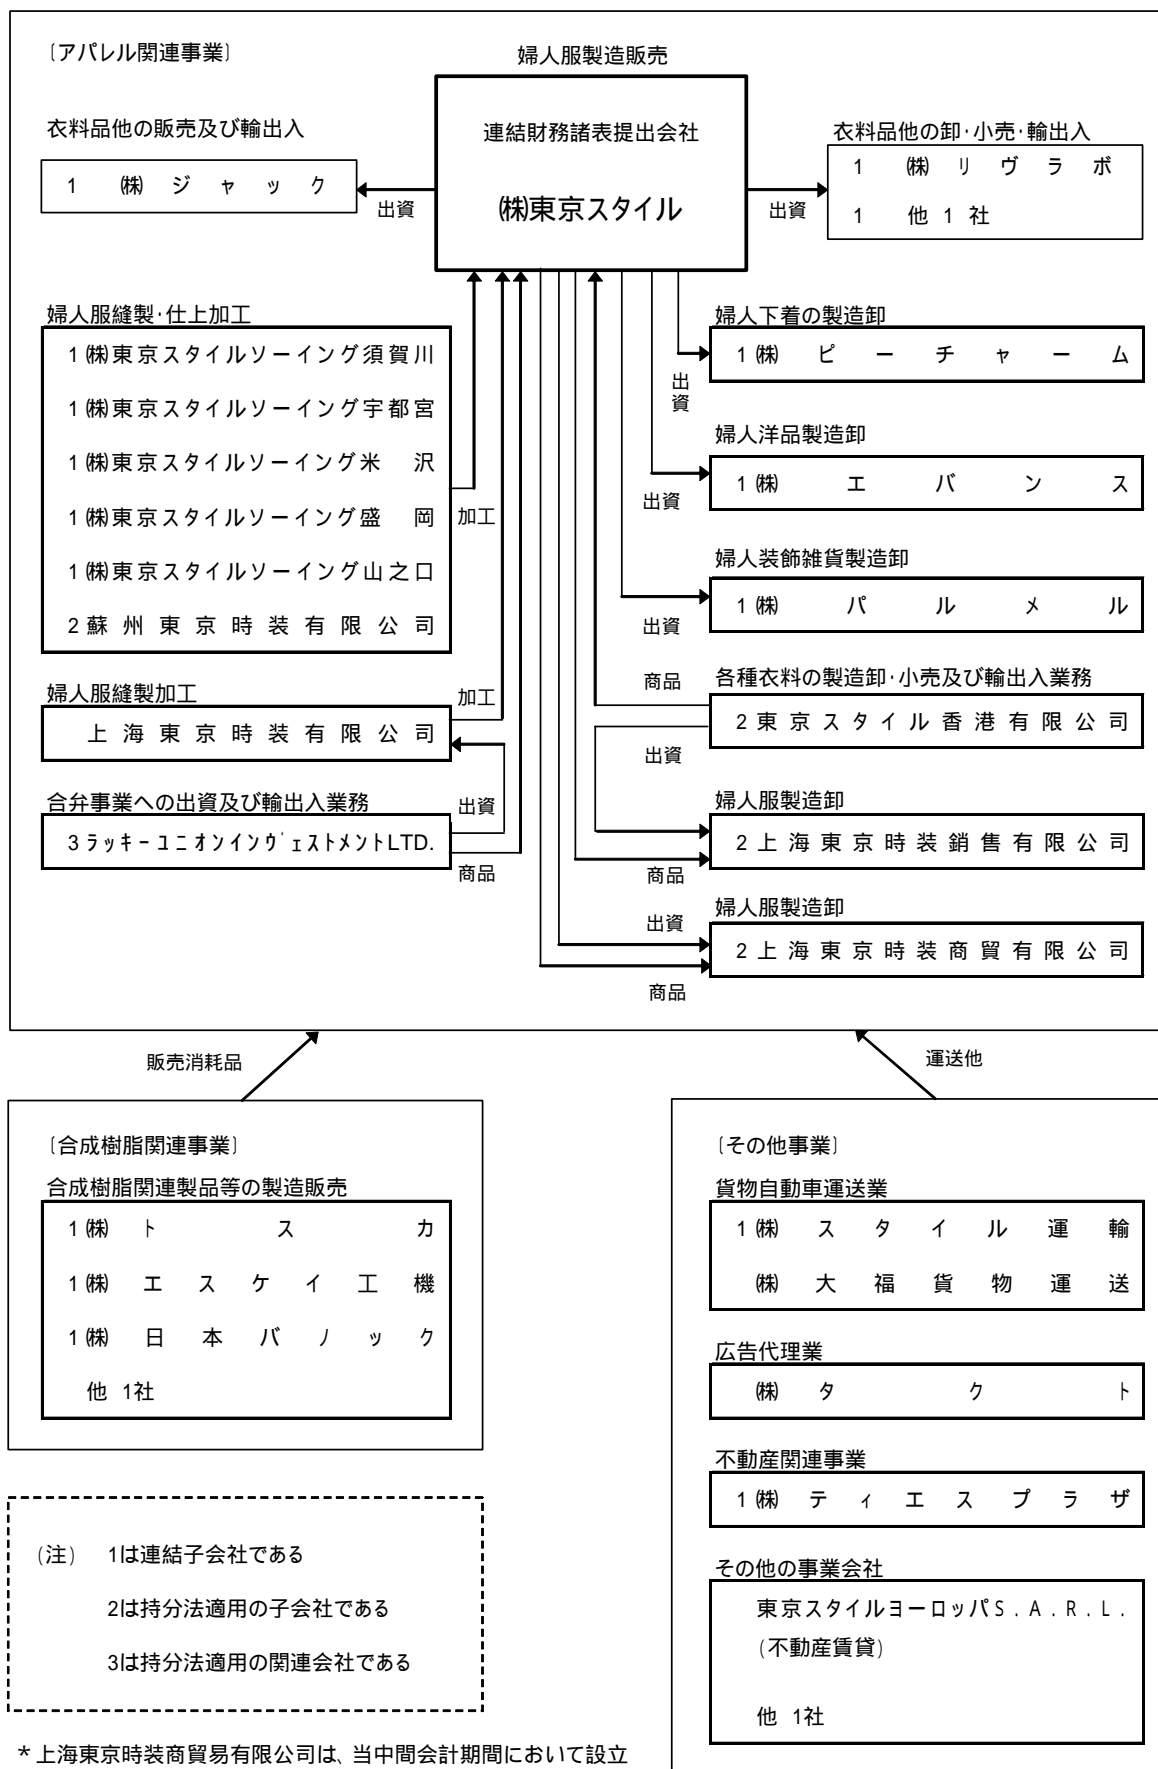 〔アパレル関連事業〕
婦人服製造販売
連結財務諸表提出会社
㈱東京スタイル
衣料品他の販売及び輸出入
1 ㈱ジャック
出資
衣料品他の卸・小売・輸出入
1 ㈱リヴラボ
1 他1社
出資
婦人服縫製・仕上加工
1㈱東京スタイルソーイング須賀川
1㈱東京スタイルソーイング宇都宮
1㈱東京スタイルソーイング米沢
1㈱東京スタイルソーイング盛岡
1㈱東京スタイルソーイング山之口
2蘇州東京時装有限公司
加工
婦人服縫製加工
上海東京時装有限公司
加工
合弁事業への出資及び輸出入業務
3ラッキーユニオンインヴェストメントLTD.
出資
商品
婦人下着の製造卸
1㈱ピーチャーム
出資
婦人洋品製造卸
1㈱エバンス
出資
婦人装飾雑貨製造卸
1㈱パルメル
出資
商品
各種衣料の製造卸・小売及び輸出入業務
2東京スタイル香港有限公司
出資
婦人服製造卸
2上海東京時装銷售有限公司
商品
婦人服製造卸
出資
2上海東京時装商貿有限公司
商品
販売消耗品
運送他
〔合成樹脂関連事業〕
合成樹脂関連製品等の製造販売
1㈱トスカ
1㈱エスケイ工機
1㈱日本バノック
他 1社
〔その他事業〕
貨物自動車運送業
1㈱スタイル運輸
㈱大福貨物運送
広告代理業
㈱タクト
不動産関連事業
1㈱ティエスプラザ
その他の事業会社
東京スタイルヨーロッパS.A.R.L.
(不動産賃貸)
他 1社
(注) 1は連結子会社である
2は持分法適用の子会社である
3は持分法適用の関連会社である
*上海東京時装商貿易有限公司は、当中間会計期間において設立